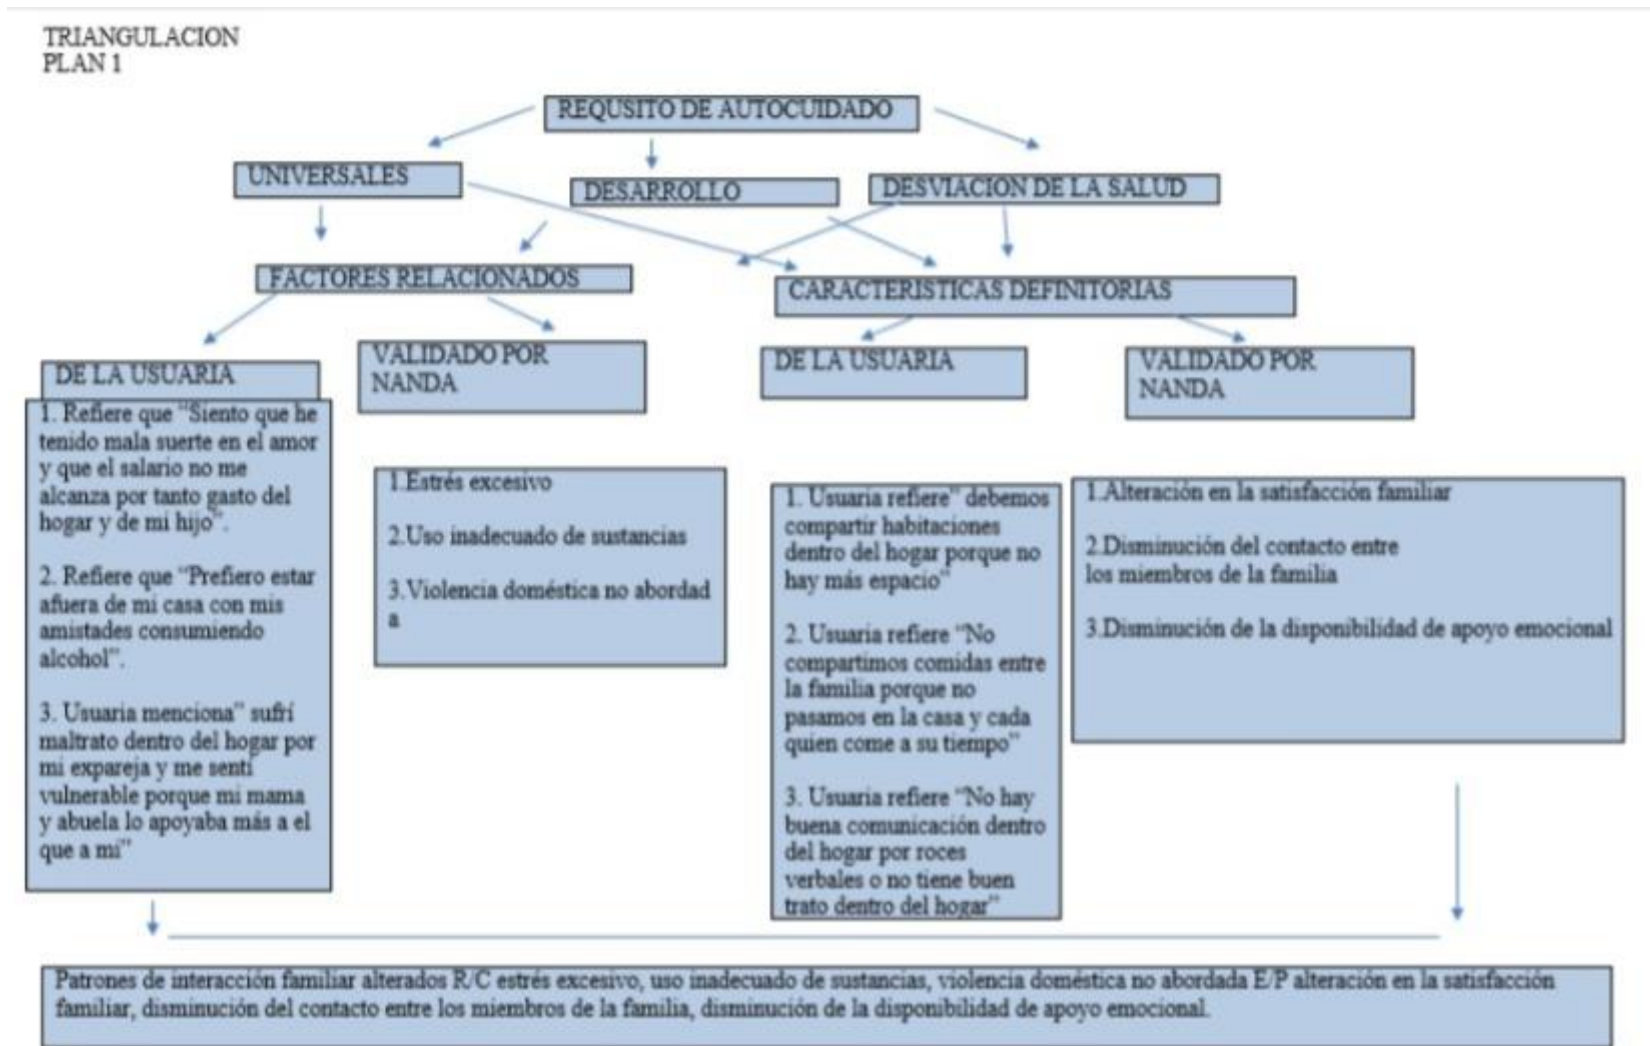 TRIANGULACION
PLAN 1
REQUSITO DE AUTOCUIDADO
UNIVERSALES
DESARROLLO
DESVIACION DE LA SALUD
FACTORES RELACIONADOS
CARACTERISTICAS DEFINITORIAS
DE LA USUARIA
1. Refiere que “Siento que he
tenido mala suerte en el amor
y que el salario no me
alcanza por tanto gasto del
hogar y de mi hijo”.
2. Refiere que “Prefiero estar
afuera de mi casa con mis
amistades consumiendo
alcohol”.
3. Usuaria menciona” sufrí
maltrato dentro del hogar por
mi expareja y me sentí
vulnerable porque mi mama
y abuela lo apoyaba más a el
que a mí”
VALIDADO POR
NANDA
1.Estrés excesivo
2.Uso inadecuado de sustancias
3.Violencia doméstica no abordad
a
DE LA USUARIA
1. Usuaria refiere” debemos
compartir habitaciones
dentro del hogar porque no
hay más espacio”
2. Usuaria refiere “No
compartimos comidas entre
la familia porque no
pasamos en la casa y cada
quien come a su tiempo”
3. Usuaria refiere “No hay
buena comunicación dentro
del hogar por roces
verbales o no tiene buen
trato dentro del hogar”
VALIDADO POR
NANDA
1.Alteración en la satisfacción familiar
2.Disminución del contacto entre
los miembros de la familia
3.Disminución de la disponibilidad de apoyo emocional
Patrones de interacción familiar alterados R/C estrés excesivo, uso inadecuado de sustancias, violencia doméstica no abordada E/P alteración en la satisfacción
familiar, disminución del contacto entre los miembros de la familia, disminución de la disponibilidad de apoyo emocional.